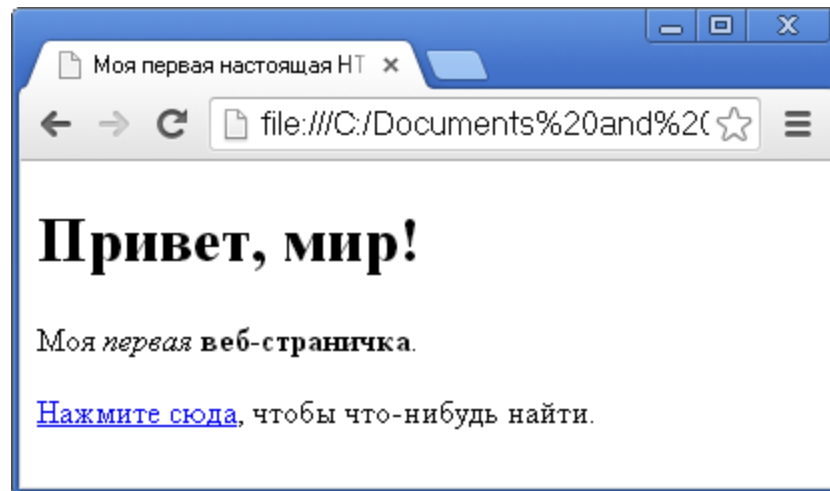 Моя первая настоящая HT
file:///C:/Documents%20and%2(
Привет, мир!
Моя первая веб-страничка.
Нажмите сюда, чтобы что-нибудь найти.